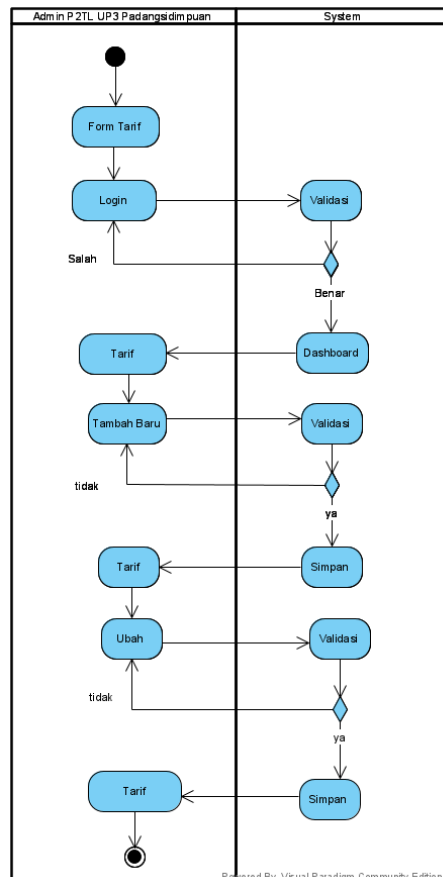 Admin P2TL UP3 Padangsidimpuan
System
Form Tarif
Login
Validasi
Salah
Benar
Tarif
Dashboard
Tambah Baru
Validasi
tidak
ya
Tarif
Simpan
Ubah
Validasi
tidak
ya
Tarif
Simpan
Powered By Visual Paradigm Community Edition